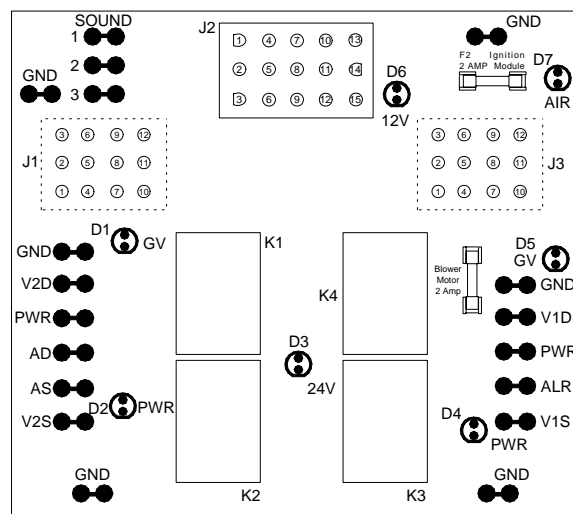 SOUND
1
2
3
GND
J2
1 4 7 10 13
2 5 8 11 14
3 6 9 12 15
D6
12V
GND
F2 Ignition
2 AMP Module
D7
AIR
J1
3 6 9 12
2 5 8 11
1 4 7 10
J3
3 6 9 12
2 5 8 11
1 4 7 10
D1
GV
GND
V2D
PWR
AD
AS
V2S
D2
PWR
GND
K1
K2
D3
24V
K4
K3
Blower
Motor
2 Amp
D5
GV
GND
V1D
PWR
ALR
V1S
D4
PWR
GND